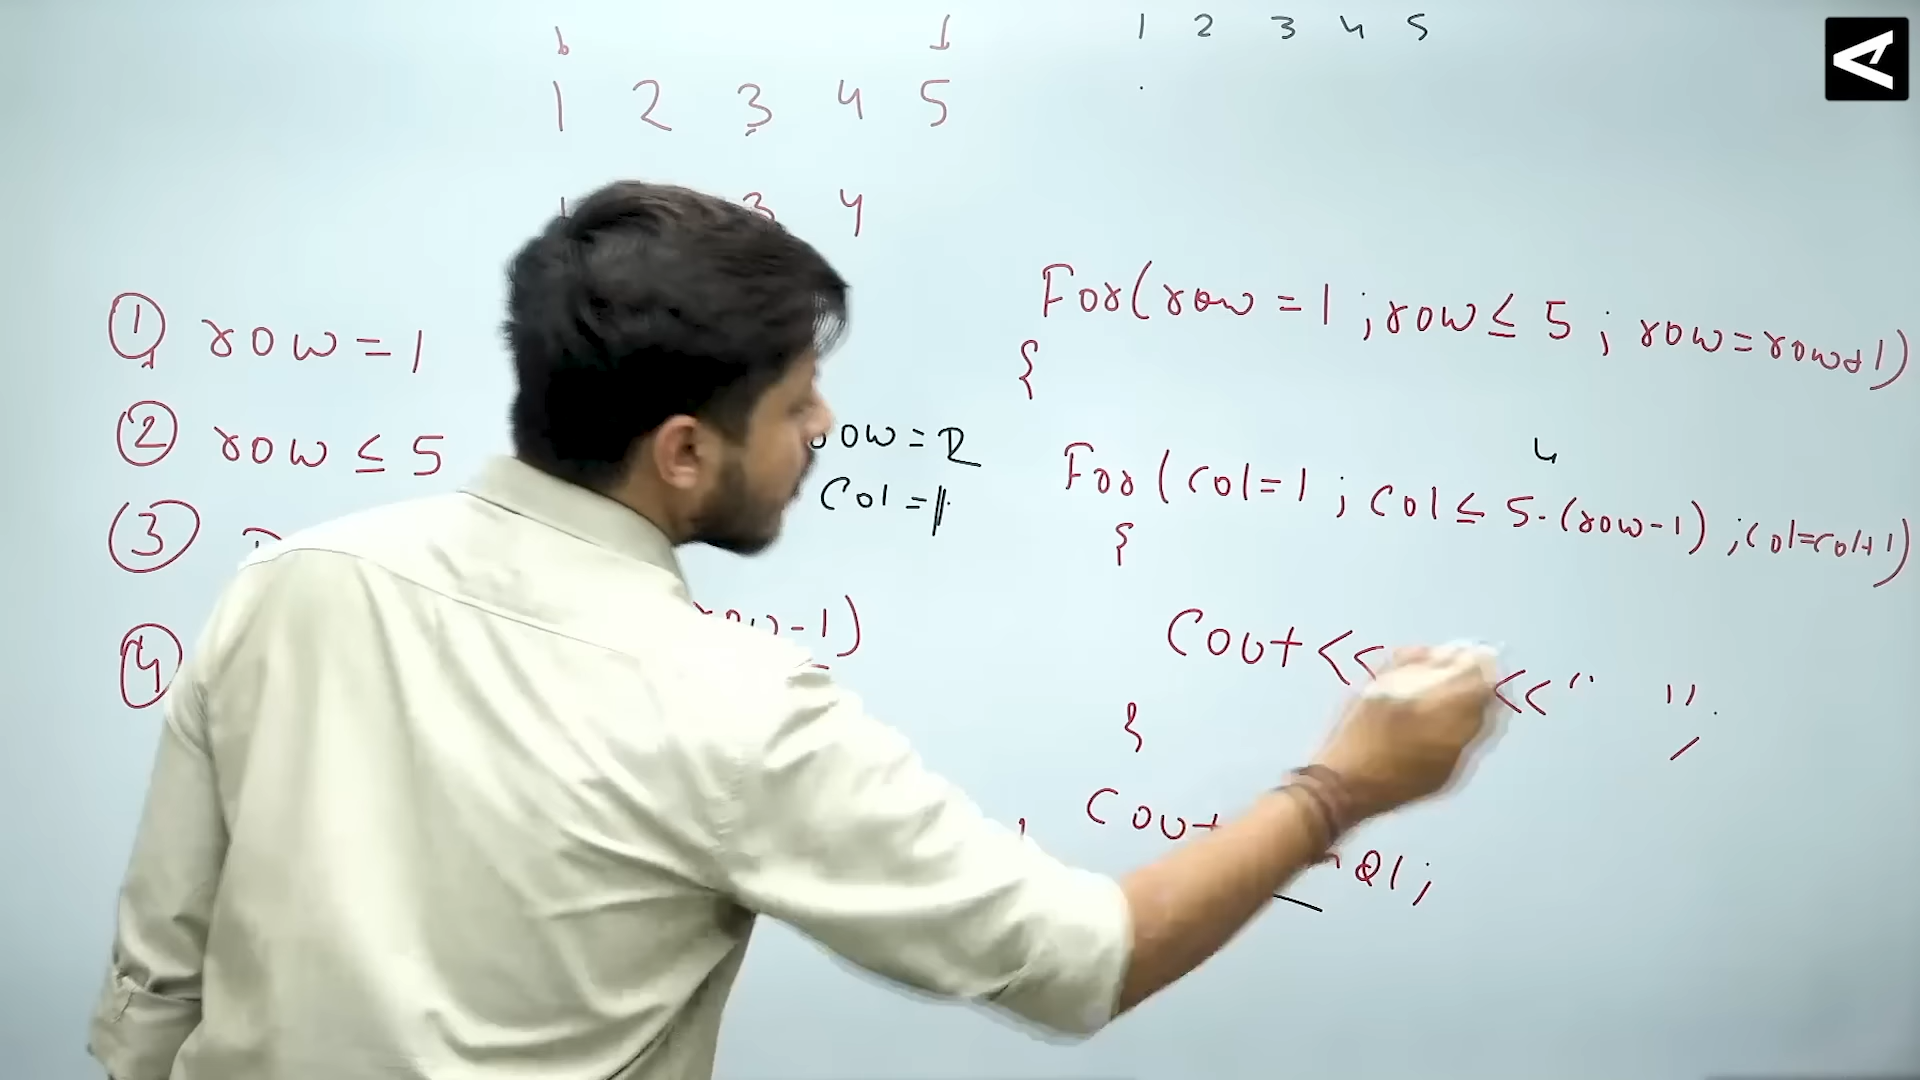 1 2 3 4 5
1 2 3 4 5
3 4
① row = 1
② row ≤ 5
③
④
row-1)
row = 2
Col = 1
For(row = 1 ; row ≤ 5 ; row=row+1)
{
4
For(Col=1 ; Col ≤ 5-(row-1) ; Col=Col+1)
{
Cout << << " ";
}
Cout
;